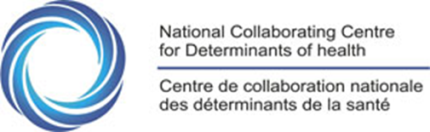 National Collaborating Centre
for Determinants of health
Centre de collaboration nationale
des déterminants de la santé